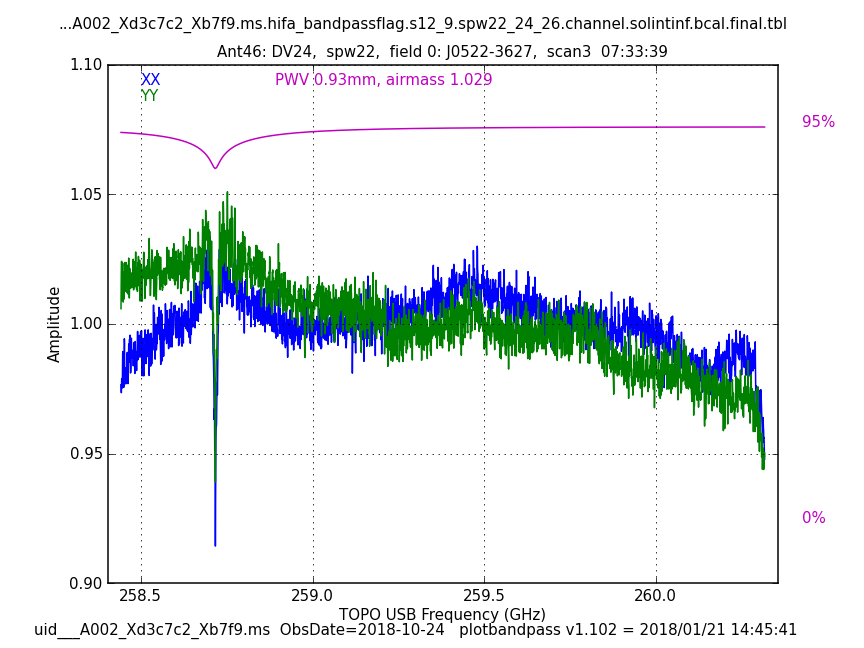 ...A002_Xd3c7c2_Xb7f9.ms.hifa_bandpassflag.s12_9.spw22_24_26.channel.solintinf.bcal.final.tbl
Ant46: DV24,  spw22,  field 0: J0522-3627,  scan3  07:33:39
1.10
XX
PWV 0.93mm, airmass 1.029
YY
95%
1.05
Amplitude
1.00
0.95
0%
0.90
258.5 259.0 259.5 260.0
TOPO USB Frequency (GHz)
uid___A002_Xd3c7c2_Xb7f9.ms  ObsDate=2018-10-24   plotbandpass v1.102 = 2018/01/21 14:45:41